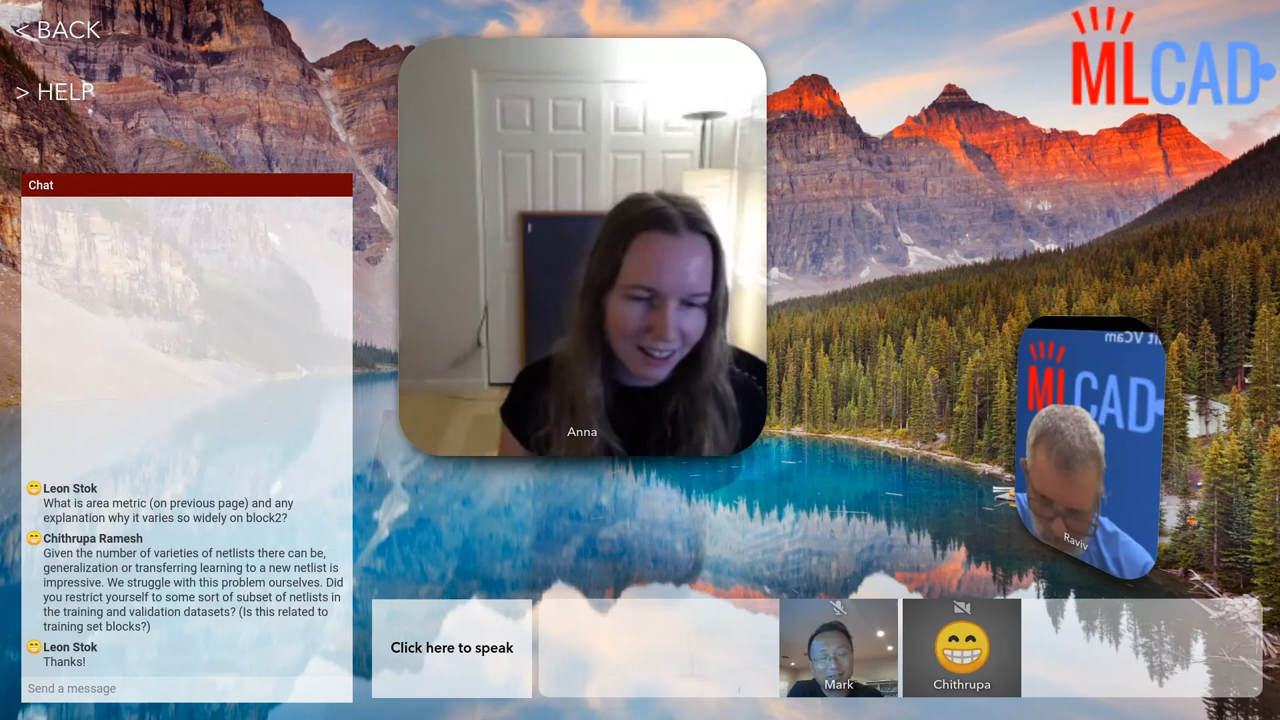 < BACK
> HELP
MLCAD
Chat
Leon Stok
What is area metric (on previous page) and any
explanation why it varies so widely on block2?
Chithrupa Ramesh
Given the number of varieties of netlists there can be,
generalization or transferring learning to a new netlist is
impressive. We struggle with this problem ourselves. Did
you restrict yourself to some sort of subset of netlists in
the training and validation datasets? (Is this related to
training set blocks?)
Leon Stok
Thanks!
Send a message
Anna
MLCAD
Raviv
Click here to speak
Mark
Chithrupa